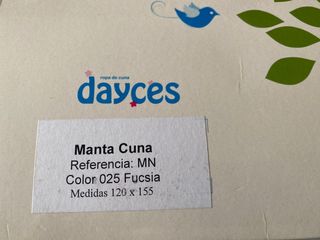 ropa de cuna
dayces
Manta Cuna
Referencia: MN
Color 025 Fucsia
Medidas 120 x 155